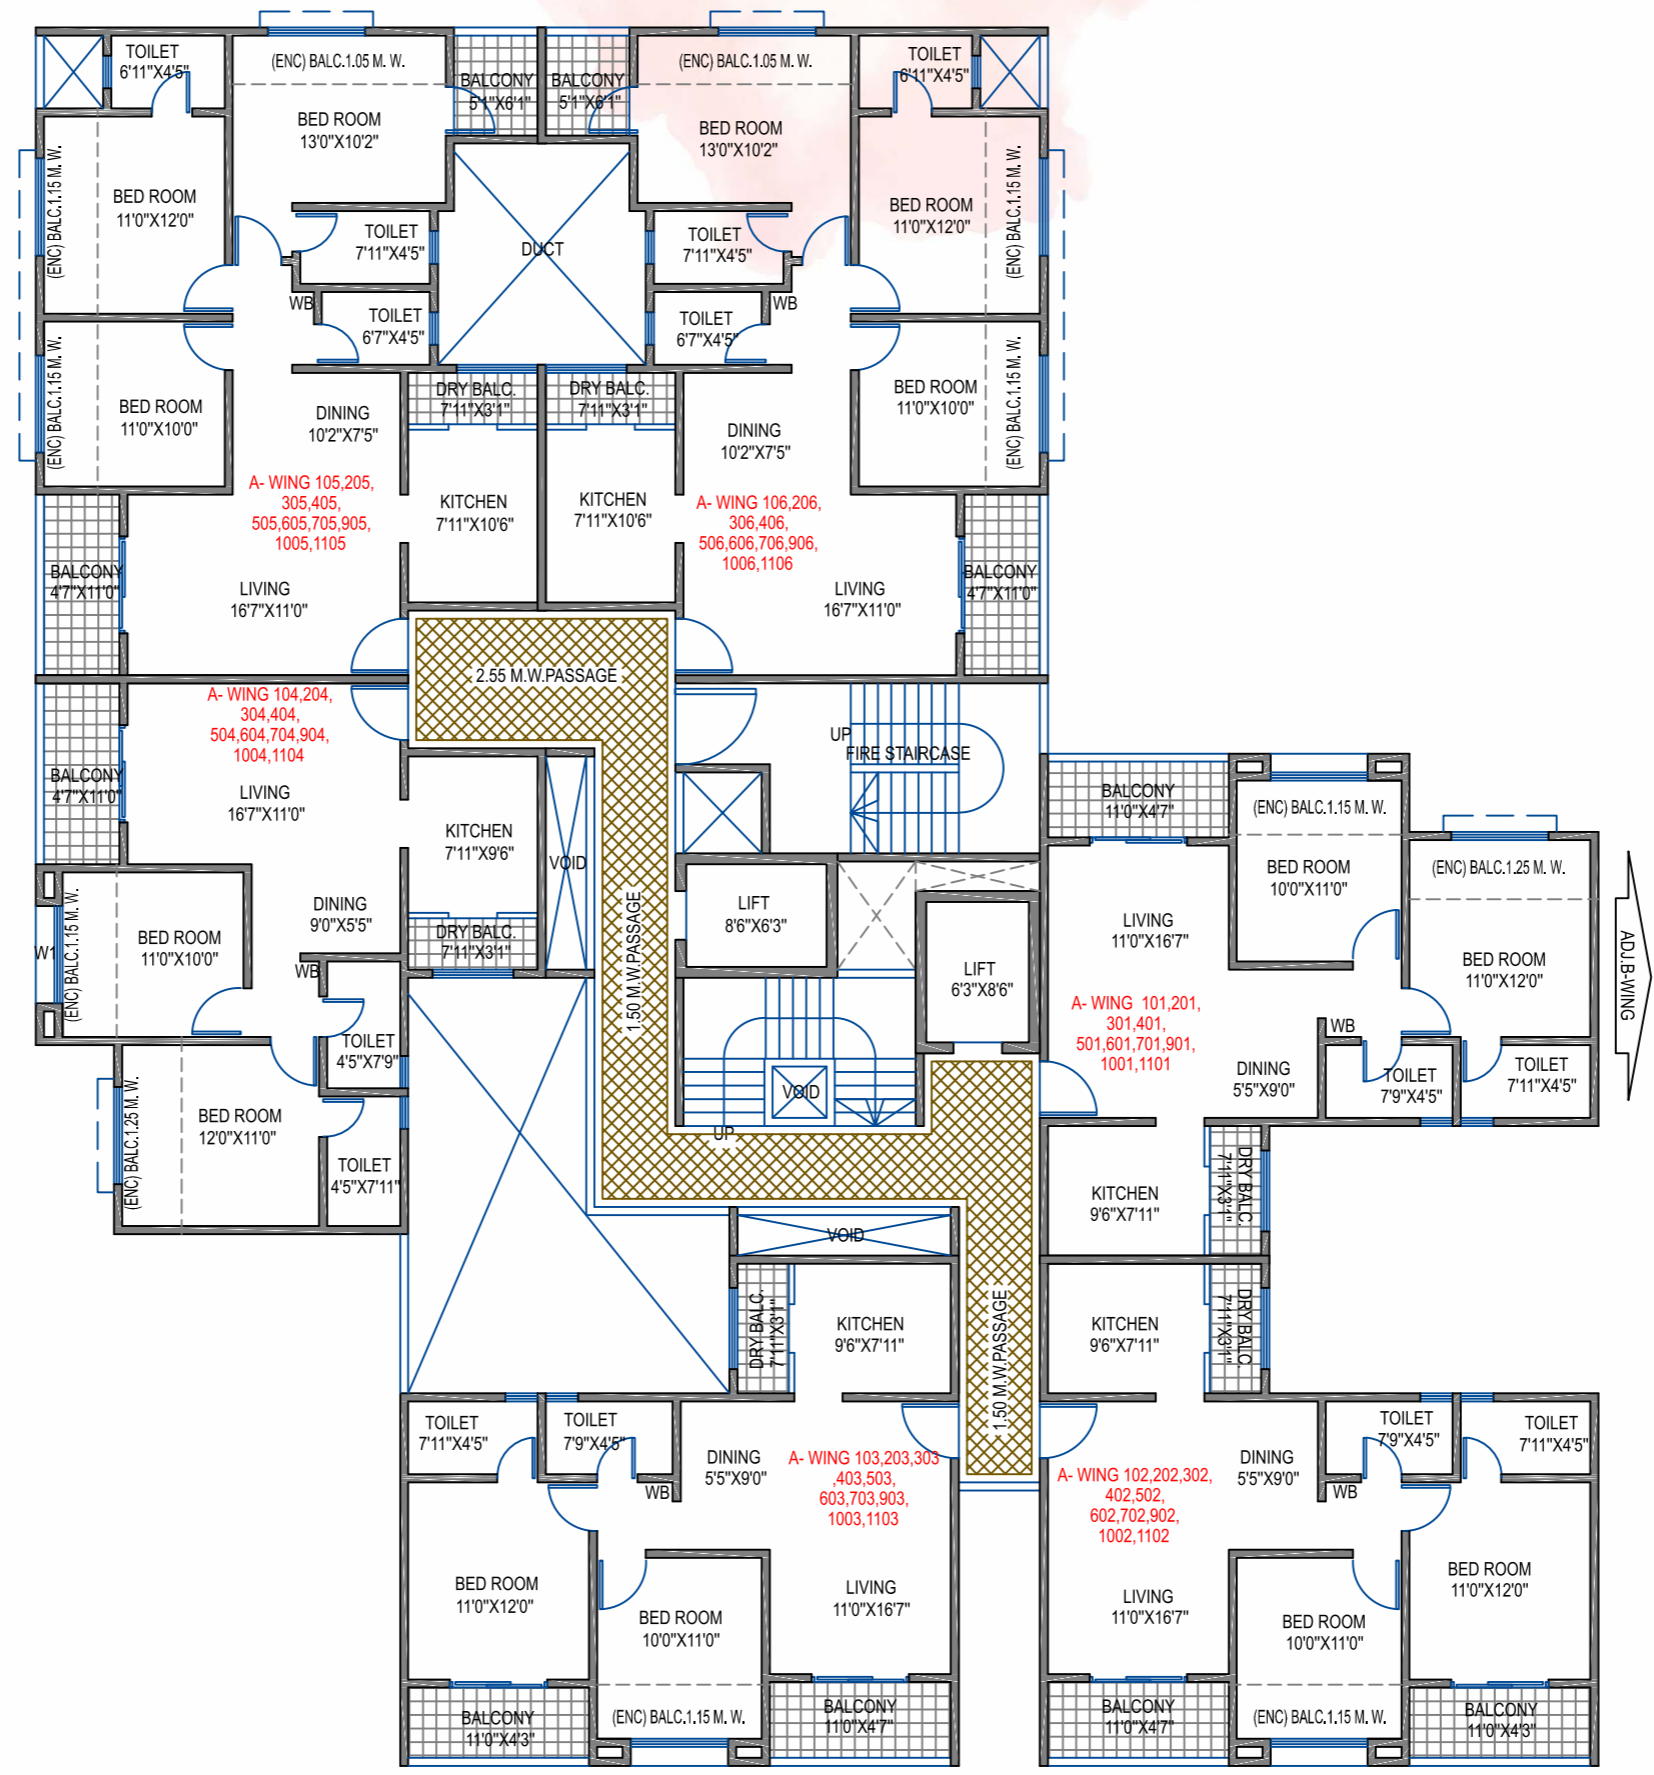 TOILET
6'11"X4'5"
(ENC) BALC.1.05 M. W.
BED ROOM
13'0"X10'2"
BALCONY
5'1"X6'1"
BALCONY
5'1"X6'1"
(ENC) BALC.1.05 M. W.
BED ROOM
13'0"X10'2"
TOILET
6'11"X4'5"
(ENC) BALC.1.15 M. W.
BED ROOM
11'0"X12'0"
TOILET
7'11"X4'5"
DUCT
TOILET
7'11"X4'5"
BED ROOM
11'0"X12'0"
(ENC) BALC.1.15 M. W.
WB
TOILET
6'7"X4'5"
TOILET
6'7"X4'5"
WB
(ENC) BALC.1.15 M. W.
BED ROOM
11'0"X10'0"
DINING
10'2"X7'5"
DRY BALC.
7'11"X3'1"
DRY BALC.
7'11"X3'1"
DINING
10'2"X7'5"
BED ROOM
11'0"X10'0"
(ENC) BALC.1.15 M. W.
A- WING 105,205,
305,405,
505,605,705,905,
1005,1105
KITCHEN
7'11"X10'6"
KITCHEN
7'11"X10'6"
A- WING 106,206,
306,406,
506,606,706,906,
1006,1106
BALCONY
4'7"X11'0"
LIVING
16'7"X11'0"
LIVING
16'7"X11'0"
BALCONY
4'7"X11'0"
2.55 M.W.PASSAGE
A- WING 104,204,
304,404,
504,604,704,904,
1004,1104
UP
FIRE STAIRCASE
BALCONY
4'7"X11'0"
LIVING
16'7"X11'0"
KITCHEN
7'11"X9'6"
VOID
BALCONY
11'0"X4'7"
(ENC) BALC.1.15 M. W.
BED ROOM
10'0"X11'0"
(ENC) BALC.1.25 M. W.
W1
(ENC) BALC.1.15 M. W.
BED ROOM
11'0"X10'0"
DINING
9'0"X5'5"
DRY BALC.
7'11"X3'1"
1.50 M.W.PASSAGE
LIFT
8'6"X6'3"
LIFT
6'3"X8'6"
LIVING
11'0"X16'7"
BED ROOM
11'0"X12'0"
ADJ.B-WING
WB
A- WING 101,201,
301,401,
501,601,701,901,
1001,1101
WB
TOILET
4'5"X7'9"
DINING
5'5"X9'0"
TOILET
7'9"X4'5"
TOILET
7'11"X4'5"
(ENC) BALC.1.25 M. W.
BED ROOM
12'0"X11'0"
VOID
UP
TOILET
4'5"X7'11"
KITCHEN
9'6"X7'11"
DRY BALC.
7'11"X3'1"
VOID
DRY BALC.
7'11"X3'1"
KITCHEN
9'6"X7'11"
1.50 M.W.PASSAGE
KITCHEN
9'6"X7'11"
DRY BALC.
7'11"X3'1"
TOILET
7'11"X4'5"
TOILET
7'9"X4'5"
DINING
5'5"X9'0"
A- WING 103,203,303
,403,503,
603,703,903,
1003,1103
WB
A- WING 102,202,302,
402,502,
602,702,902,
1002,1102
DINING
5'5"X9'0"
TOILET
7'9"X4'5"
TOILET
7'11"X4'5"
WB
BED ROOM
11'0"X12'0"
BED ROOM
10'0"X11'0"
LIVING
11'0"X16'7"
LIVING
11'0"X16'7"
BED ROOM
10'0"X11'0"
BED ROOM
11'0"X12'0"
BALCONY
11'0"X4'3"
(ENC) BALC.1.15 M. W.
BALCONY
11'0"X4'7"
BALCONY
11'0"X4'7"
(ENC) BALC.1.15 M. W.
BALCONY
11'0"X4'3"